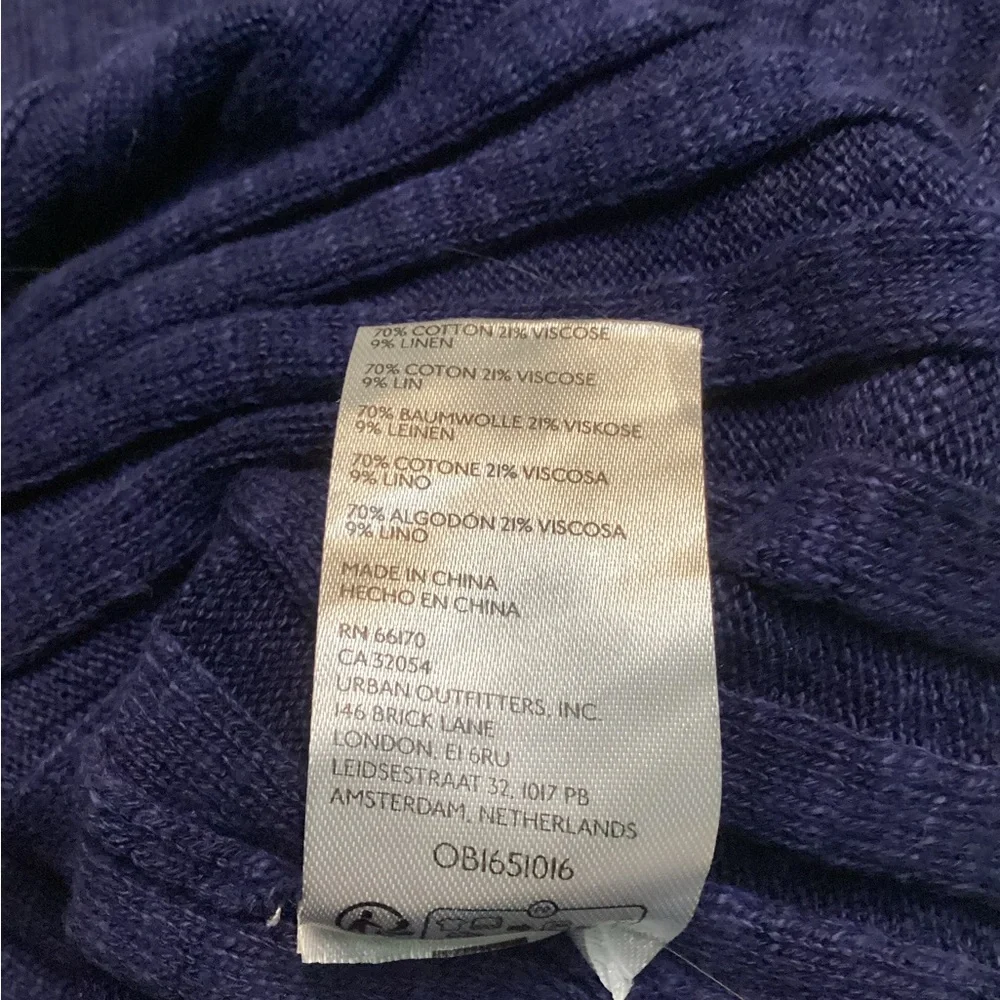 70% COTTON 21% VISCOSE
9% LINEN
70% COTON 21% VISCOSE
9% LIN
70% BAUMWOLLE 21% VISKOSE
9% LEINEN
70% COTONE 21% VISCOSA
9% LINO
70% ALGODÓN 21% VISCOSA
9% LINO
MADE IN CHINA
HECHO EN CHINA
RN 66170
CA 32054
URBAN OUTFITTERS, INC.
146 BRICK LANE
LONDON, E1 6RU
LEIDSESTRAAT 32, 1017 PB
AMSTERDAM, NETHERLANDS
OB1651016